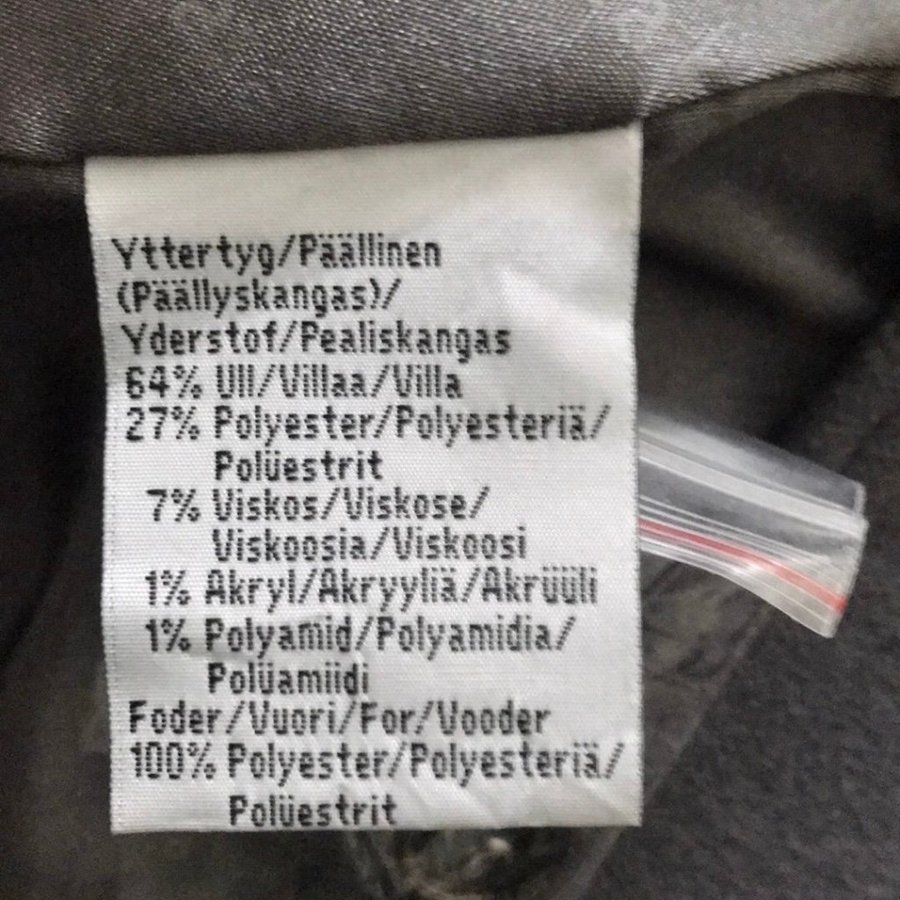 Yttertyg/Päällinen
(Päällyskangas)/
Yderstof/Pealiskangas
64% Ull/Villaa/Villa
27% Polyester/Polyesteriä/
Polüestrit
7% Viskos/Viskose/
Viskoosia/Viskoosi
1% Akryl/Akryyliä/Akrüüli
1% Polyamid/Polyamidia/
Polüamiidi
Foder/Vuori/For/Vooder
100% Polyester/Polyesteriä/
Polüestrit